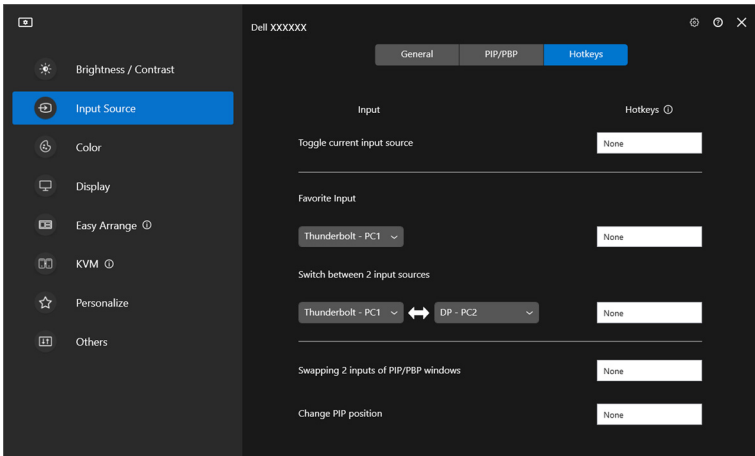 Dell XXXXXX
General
PIP/PBP
Hotkeys
Brightness / Contrast
Input Source
Color
Display
Easy Arrange
KVM
Personalize
Others
Input
Hotkeys
Toggle current input source
None
Favorite Input
Thunderbolt - PC1
None
Switch between 2 input sources
Thunderbolt - PC1
DP - PC2
None
Swapping 2 inputs of PIP/PBP windows
None
Change PIP position
None